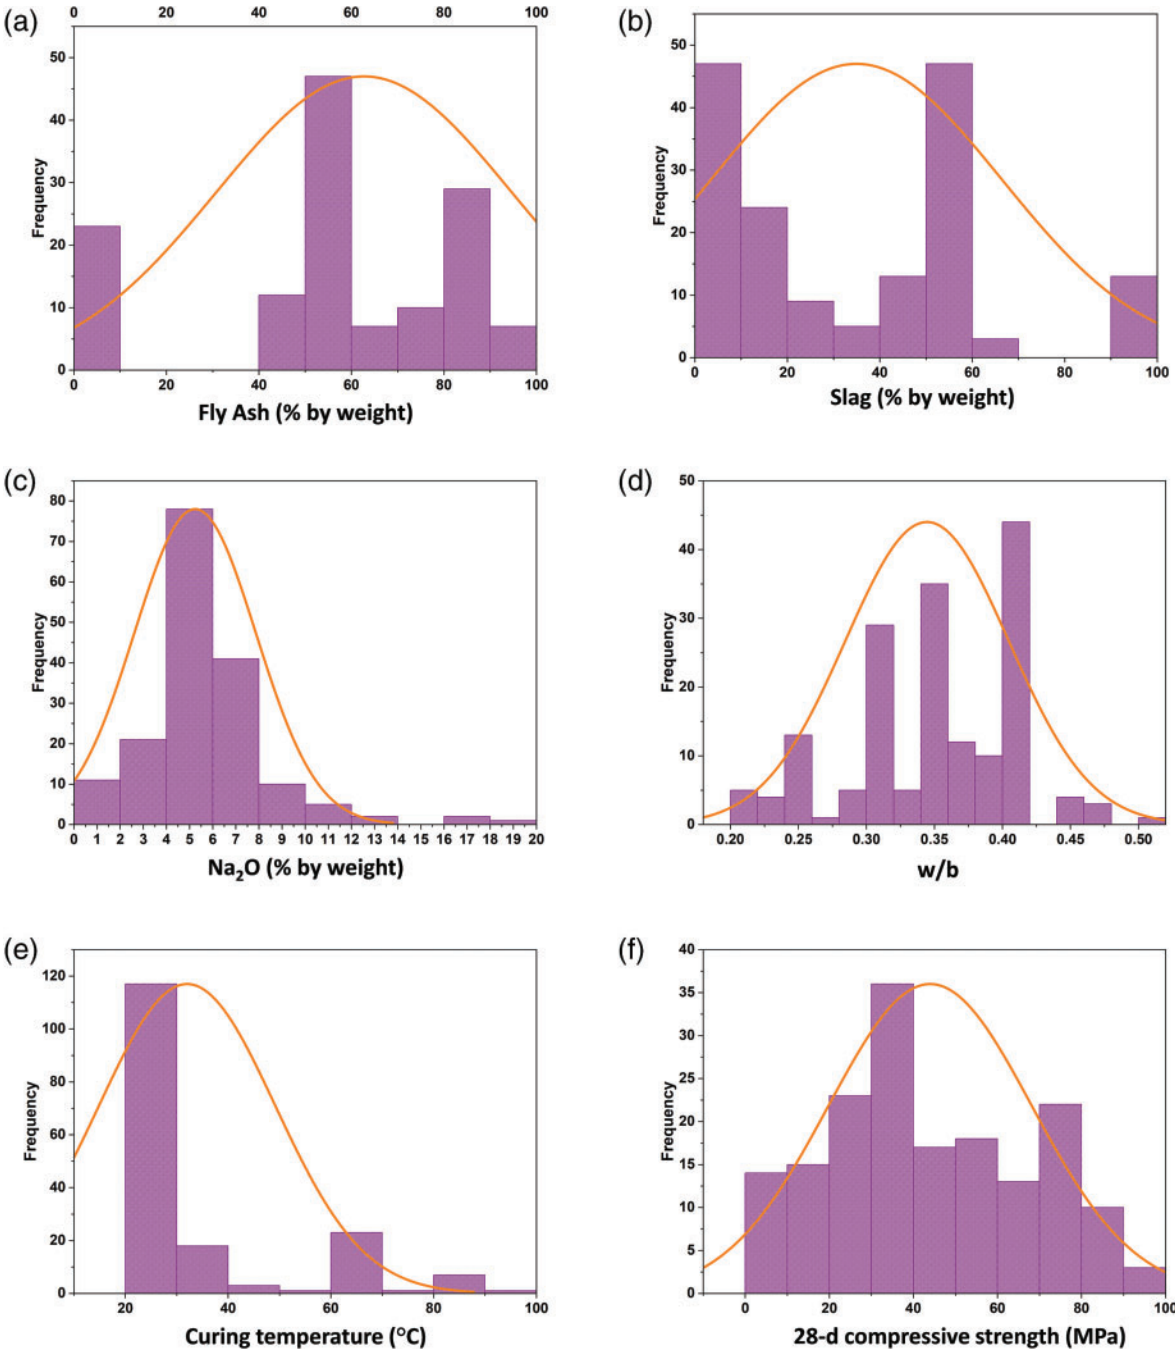 (a)
0 20 40 60 80 100
50
40
30
20
10
0
Frequency
0 20 40 60 80 100
Fly Ash (% by weight)
(b)
50
40
30
20
10
0
Frequency
0 20 40 60 80 100
Slag (% by weight)
(c)
80
70
60
50
40
30
20
10
0
Frequency
0 1 2 3 4 5 6 7 8 9 10 11 12 13 14 15 16 17 18 19 20
Na₂O (% by weight)
(d)
50
40
30
20
10
0
Frequency
0.20 0.25 0.30 0.35 0.40 0.45 0.50
w/b
(e)
120
100
80
60
40
20
0
Frequency
20 40 60 80 100
Curing temperature (°C)
(f)
40
35
30
25
20
15
10
5
0
Frequency
0 20 40 60 80 100
28-d compressive strength (MPa)